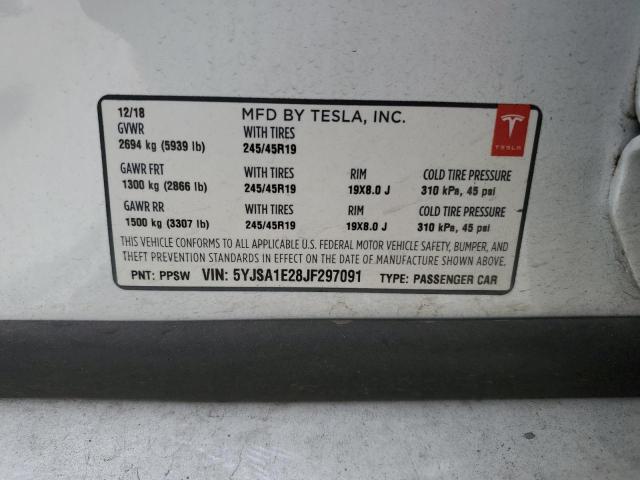 12/18 MFD BY TESLA, INC.
GVWR WITH TIRES
2694 kg (5939 lb) 245/45R19
TESLA
GAWR FRT WITH TIRES RIM COLD TIRE PRESSURE
1300 kg (2866 lb) 245/45R19 19X8.0 J 310 kPa, 45 psi
GAWR RR WITH TIRES RIM COLD TIRE PRESSURE
1500 kg (3307 lb) 245/45R19 19X8.0 J 310 kPa, 45 psi
THIS VEHICLE CONFORMS TO ALL APPLICABLE U.S. FEDERAL MOTOR VEHICLE SAFETY, BUMPER, AND
THEFT PREVENTION STANDARDS IN EFFECT ON THE DATE OF MANUFACTURE SHOWN ABOVE.
PNT: PPSW VIN: 5YJSA1E28JF297091 TYPE: PASSENGER CAR